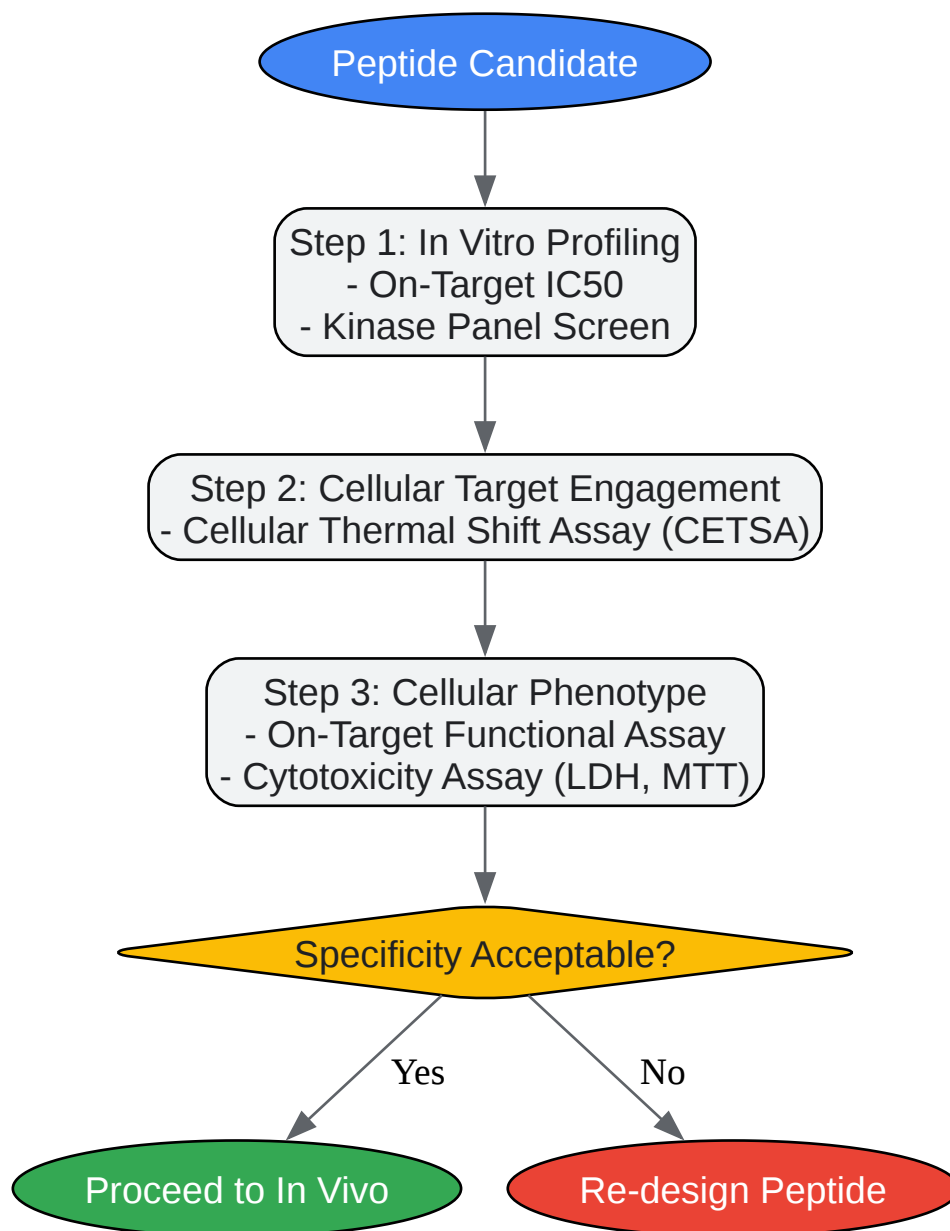 Peptide Candidate
Step 1: In Vitro Profiling
- On-Target IC50
- Kinase Panel Screen
Step 2: Cellular Target Engagement
- Cellular Thermal Shift Assay (CETSA)
Step 3: Cellular Phenotype
- On-Target Functional Assay
- Cytotoxicity Assay (LDH, MTT)
Specificity Acceptable?
Yes
No
Proceed to In Vivo
Re-design Peptide